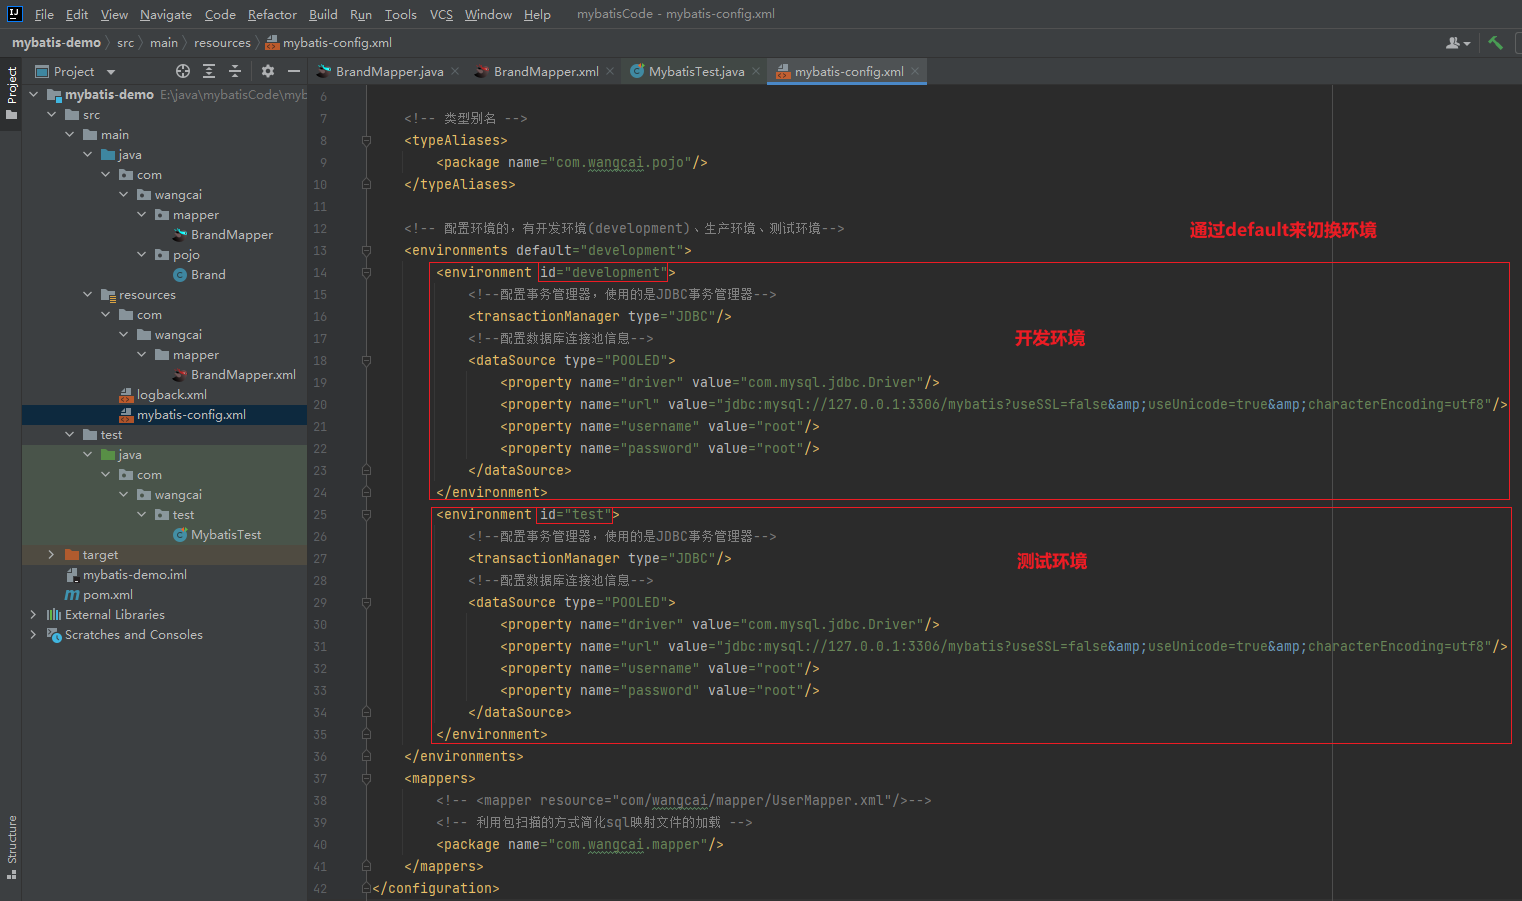 File Edit View Navigate Code Refactor Build Run Tools VCS Window Help mybatisCode - mybatis-config.xml
mybatis-demo src main resources mybatis-config.xml
Project
BrandMapper.java BrandMapper.xml MybatisTest.java mybatis-config.xml
Project
Structure
mybatis-demo E:\java\mybatisCode\myb
src
main
java
com
wangcai
mapper
BrandMapper
pojo
Brand
resources
com
wangcai
mapper
BrandMapper.xml
logback.xml
mybatis-config.xml
test
java
com
wangcai
test
MybatisTest
target
mybatis-demo.iml
pom.xml
External Libraries
Scratches and Consoles
6
7 <!-- 类型别名 -->
8 <typeAliases>
9 <package name="com.wangcai.pojo"/>
10 </typeAliases>
11
12 <!-- 配置环境的，有开发环境(development)、生产环境、测试环境-->
通过default来切换环境
13 <environments default="development">
14 <environment id="development">
15 <!--配置事务管理器，使用的是JDBC事务管理器-->
16 <transactionManager type="JDBC"/>
17 <!--配置数据库连接池信息-->
开发环境
18 <dataSource type="POOLED">
19 <property name="driver" value="com.mysql.jdbc.Driver"/>
20 <property name="url" value="jdbc:mysql://127.0.0.1:3306/mybatis?useSSL=false&amp;useUnicode=true&amp;characterEncoding=utf8"/>
21 <property name="username" value="root"/>
22 <property name="password" value="root"/>
23 </dataSource>
24 </environment>
25 <environment id="test">
26 <!--配置事务管理器，使用的是JDBC事务管理器-->
27 <transactionManager type="JDBC"/>
测试环境
28 <!--配置数据库连接池信息-->
29 <dataSource type="POOLED">
30 <property name="driver" value="com.mysql.jdbc.Driver"/>
31 <property name="url" value="jdbc:mysql://127.0.0.1:3306/mybatis?useSSL=false&amp;useUnicode=true&amp;characterEncoding=utf8"/>
32 <property name="username" value="root"/>
33 <property name="password" value="root"/>
34 </dataSource>
35 </environment>
36 </environments>
37 <mappers>
38 <!-- <mapper resource="com/wangcai/mapper/UserMapper.xml"/>-->
39 <!-- 利用包扫描的方式简化sql映射文件的加载 -->
40 <package name="com.wangcai.mapper"/>
41 </mappers>
42 </configuration>